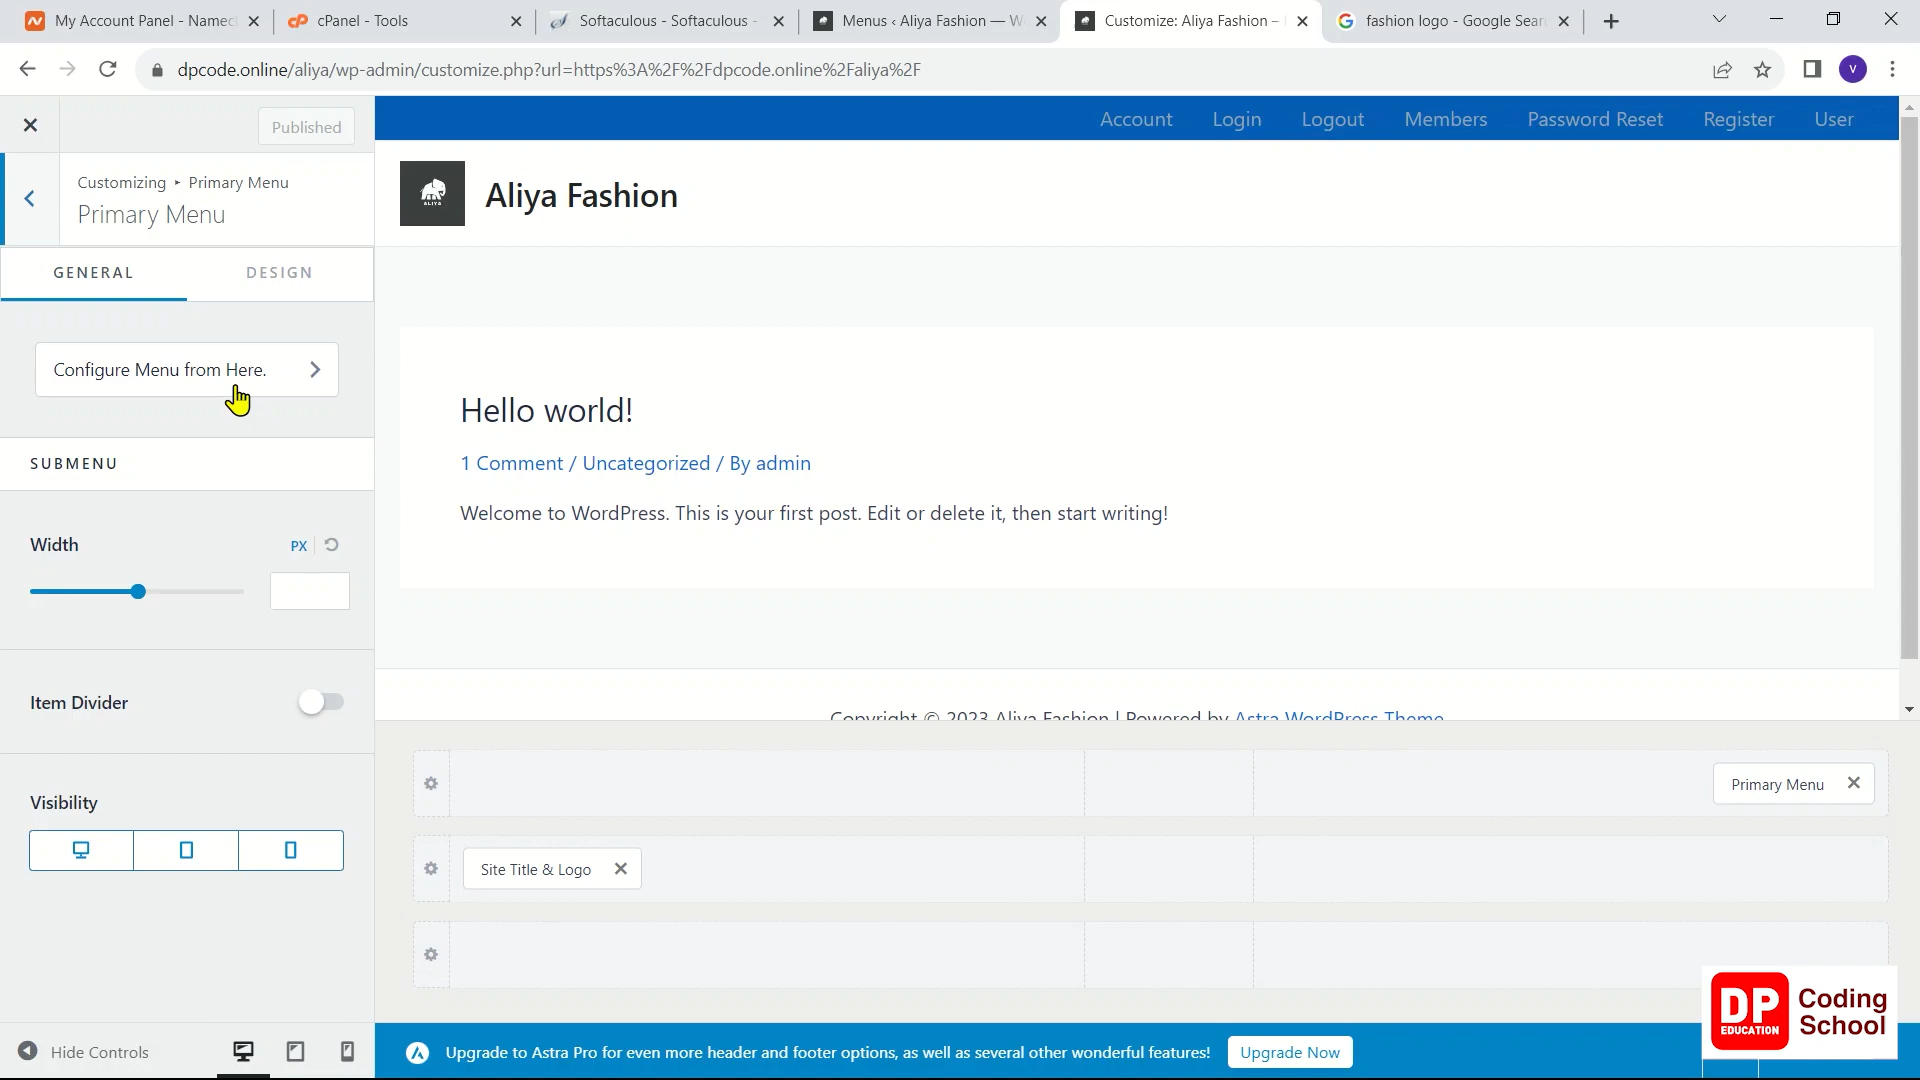 My Account Panel - Namec
cPanel - Tools
Softaculous - Softaculous -
Menus ‹ Aliya Fashion — W
Customize: Aliya Fashion –
fashion logo - Google Sear
dpcode.online/aliya/wp-admin/customize.php?url=https%3A%2F%2Fdpcode.online%2Faliya%2F
V
Published
Account Login Logout Members Password Reset Register User
Customizing ▸ Primary Menu
Primary Menu
ALIYA
Aliya Fashion
GENERAL DESIGN
Configure Menu from Here.
Hello world!
1 Comment / Uncategorized / By admin
Welcome to WordPress. This is your first post. Edit or delete it, then start writing!
SUBMENU
Width PX
Item Divider
Copyright © 2023 Aliya Fashion | Powered by Astra WordPress Theme
Visibility
Primary Menu
Site Title & Logo
Hide Controls
Upgrade to Astra Pro for even more header and footer options, as well as several other wonderful features!
Upgrade Now
DP
EDUCATION
Coding
School